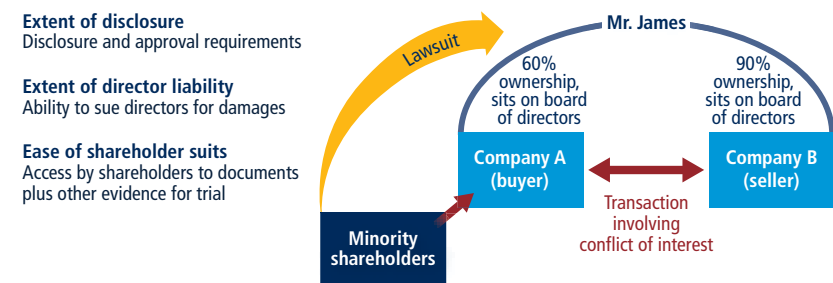 Extent of disclosure
Disclosure and approval requirements
Extent of director liability
Ability to sue directors for damages
Ease of shareholder suits
Access by shareholders to documents
plus other evidence for trial
Mr. James
Lawsuit
60%
ownership,
sits on board
of directors
90%
ownership,
sits on board
of directors
Company A
(buyer)
Company B
(seller)
Transaction
involving
conflict of interest
Minority
shareholders